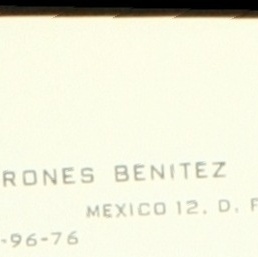 RONES BENITEZ
MEXICO 12, D. F
-96-76